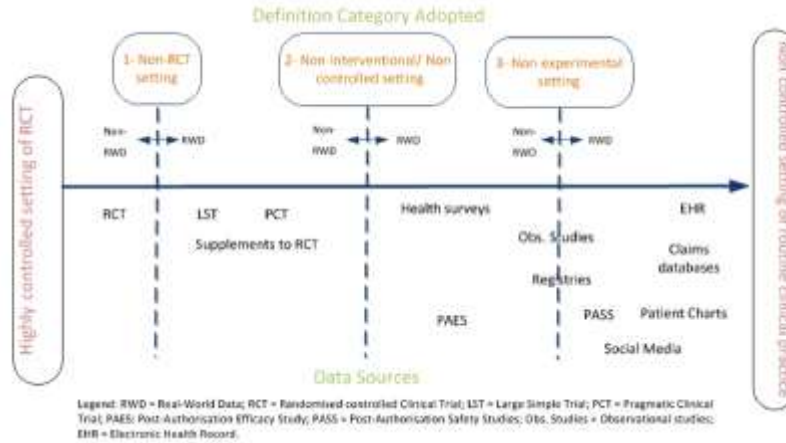 Definition Category Adopted
1- Non-RCT
setting
2- Non interventional/ Non
controlled setting
3- Non experimental
setting
Highly controlled setting of RCT
Non-
RWD
RWD
Non-
RWD
RWD
Non-
RWD
RWD
Non controlled setting of routine clinical practice
RCT
LST
PCT
Health surveys
EHR
Supplements to RCT
Obs. Studies
Claims
databases
Registries
PAES
PASS
Patient Charts
Social Media
Data Sources
Legend: RWD = Real-World Data; RCT = Randomised-controlled Clinical Trial; LST = Large Simple Trial; PCT = Pragmatic Clinical
Trial; PAES: Post-Authorisation Efficacy Study; PASS = Post-Authorisation Safety Studies; Obs. Studies = Observational studies;
EHR = Electronic Health Record.